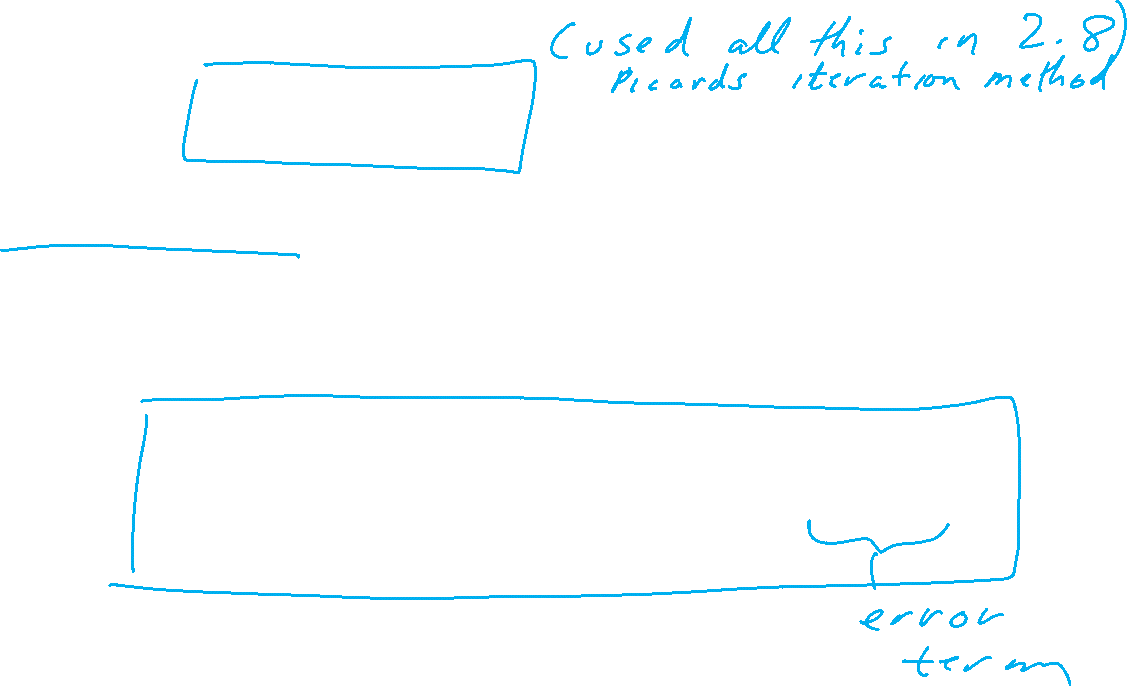 (used all this in 2.8)
Picards iteration method
error
term